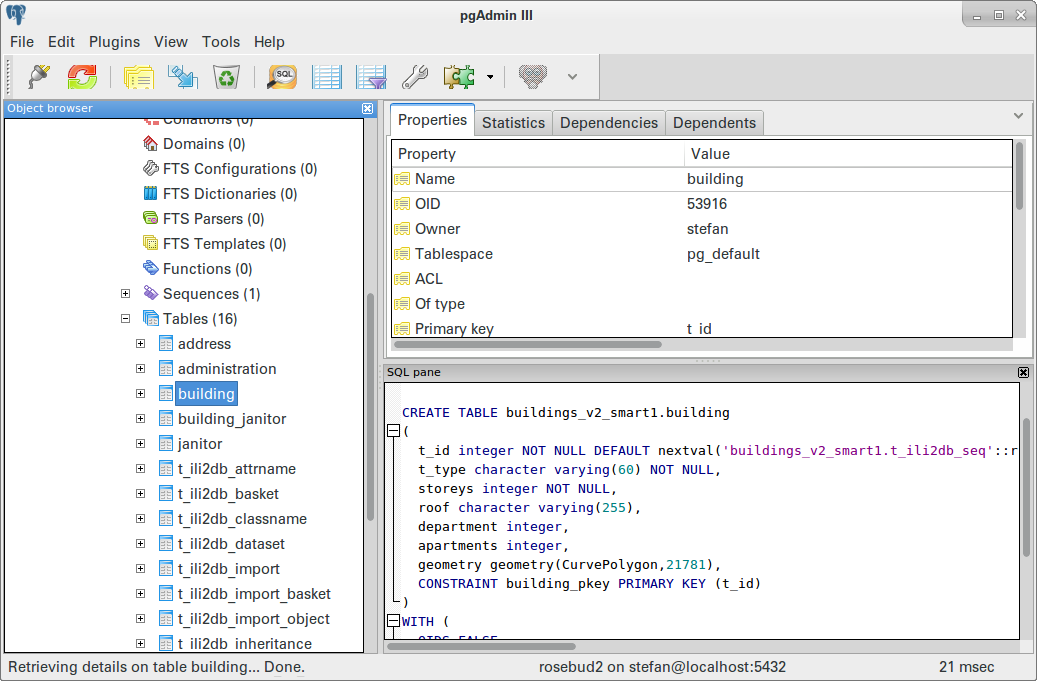 pgAdmin III
File Edit Plugins View Tools Help
SQL
Object browser
Collations (0)
Domains (0)
FTS Configurations (0)
FTS Dictionaries (0)
FTS Parsers (0)
FTS Templates (0)
Functions (0)
Sequences (1)
Tables (16)
address
administration
building
building_janitor
janitor
t_ili2db_attrname
t_ili2db_basket
t_ili2db_classname
t_ili2db_dataset
t_ili2db_import
t_ili2db_import_basket
t_ili2db_import_object
t_ili2db_inheritance
Properties Statistics Dependencies Dependents
Property Value
Name building
OID 53916
Owner stefan
Tablespace pg_default
ACL
Of type
Primary key t_id
SQL pane
CREATE TABLE buildings_v2_smart1.building
(
t_id integer NOT NULL DEFAULT nextval('buildings_v2_smart1.t_ili2db_seq'::r
t_type character varying(60) NOT NULL,
storeys integer NOT NULL,
roof character varying(255),
department integer,
apartments integer,
geometry geometry(CurvePolygon,21781),
CONSTRAINT building_pkey PRIMARY KEY (t_id)
)
WITH (
OIDS FALSE
Retrieving details on table building... Done. rosebud2 on stefan@localhost:5432 21 msec